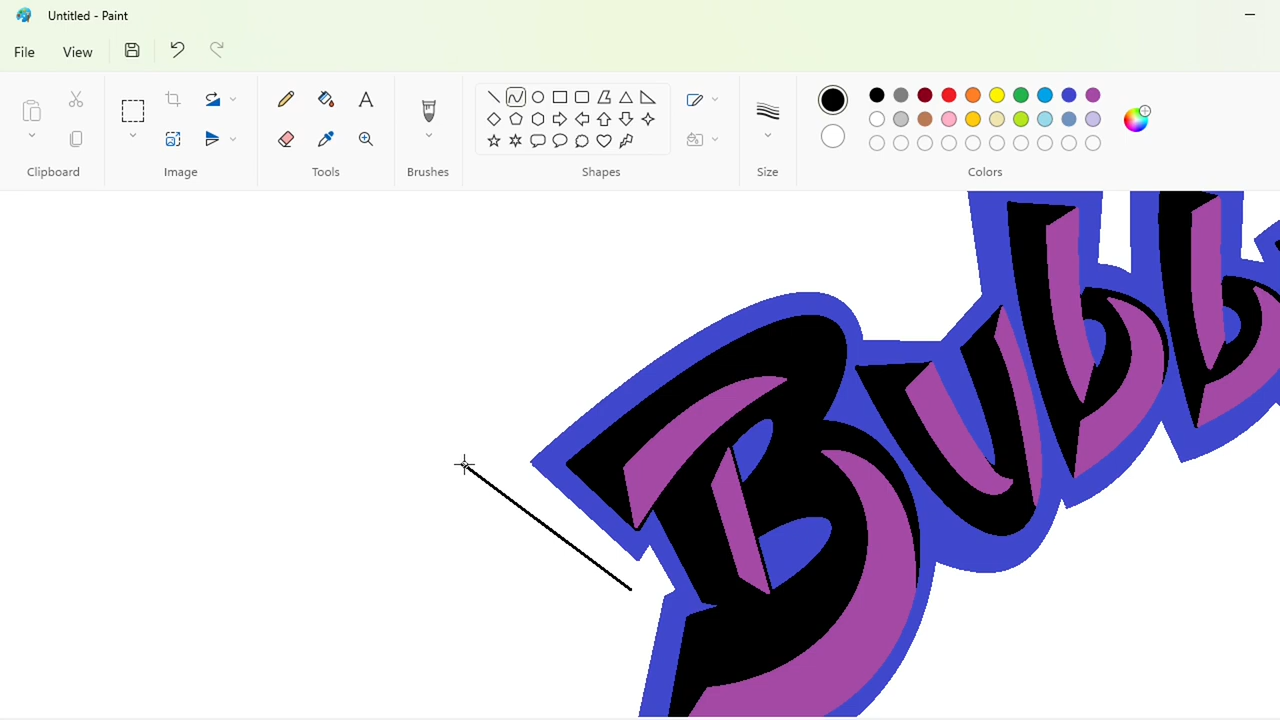 Untitled - Paint
File View
Clipboard Image Tools Brushes Shapes Size Colors
Bubb